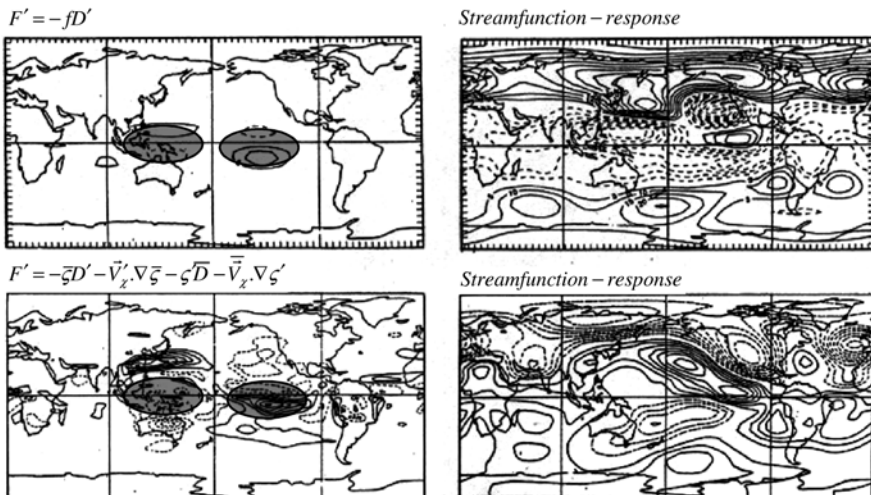 F′ = −fD′
Streamfunction − response
F′ = −ζ̄D′ − V⃗′χ.∇ζ̄ − ς′D̄ − V̄⃗χ.∇ς′
Streamfunction − response